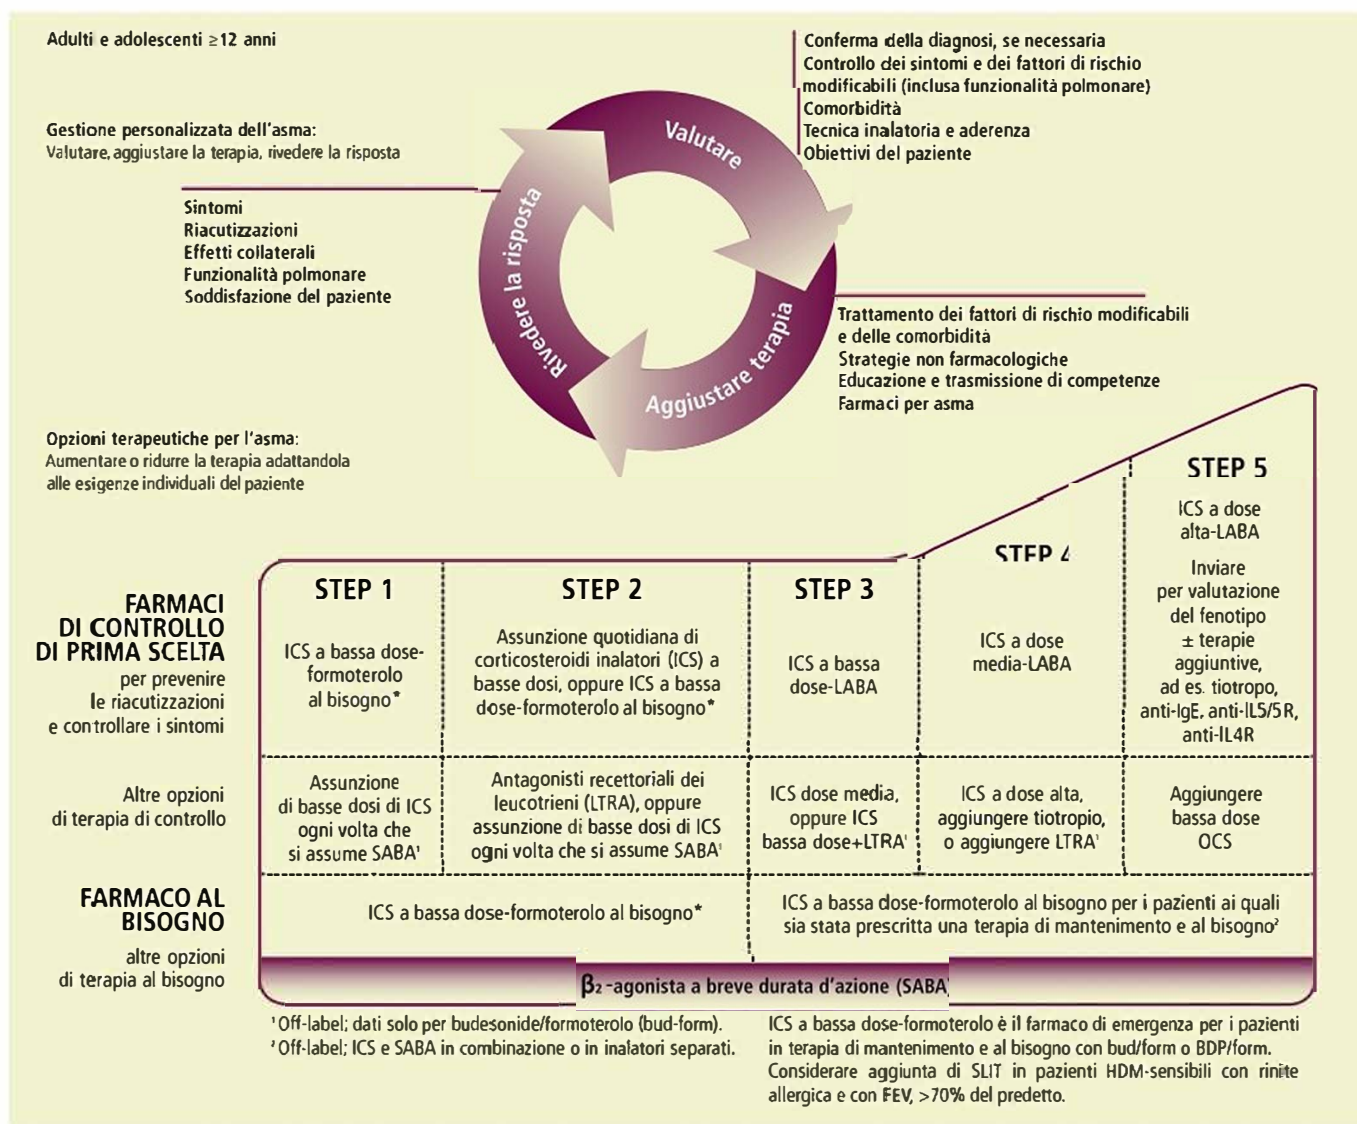 Adulti e adolescenti ≥12 anni
Conferma della diagnosi, se necessaria
Controllo dei sintomi e dei fattori di rischio
modificabili (inclusa funzionalità polmonare)
Comorbidità
Tecnica inalatoria e aderenza
Obiettivi del paziente
Gestione personalizzata dell'asma:
Valutare, aggiustare la terapia, rivedere la risposta
Valutare
Sintomi
Riacutizzazioni
Effetti collaterali
Funzionalità polmonare
Soddisfazione del paziente
Rivedere la risposta
Aggiustare terapia
Trattamento dei fattori di rischio modificabili
e delle comorbidità
Strategie non farmacologiche
Educazione e trasmissione di competenze
Farmaci per asma
Opzioni terapeutiche per l'asma:
Aumentare o ridurre la terapia adattandola
alle esigenze individuali del paziente
FARMACI
DI CONTROLLO
DI PRIMA SCELTA
per prevenire
le riacutizzazioni
e controllare i sintomi
STEP 1
ICS a bassa dose-
formoterolo
al bisogno*
STEP 2
Assunzione quotidiana di
corticosteroidi inalatori (ICS) a
basse dosi, oppure ICS a bassa
dose-formoterolo al bisogno*
STEP 3
ICS a bassa
dose-LABA
STEP 4
ICS a dose
media-LABA
STEP 5
ICS a dose
alta-LABA
Inviare
per valutazione
del fenotipo
± terapie
aggiuntive,
ad es. tiotropo,
anti-IgE, anti-IL5/5R,
anti-IL4R
Altre opzioni
di terapia di controllo
Assunzione
di basse dosi di ICS
ogni volta che
si assume SABA¹
Antagonisti recettoriali dei
leucotrieni (LTRA), oppure
assunzione di basse dosi di ICS
ogni volta che si assume SABA¹
ICS dose media,
oppure ICS
bassa dose+LTRA¹
ICS a dose alta,
aggiungere tiotropio,
o aggiungere LTRA¹
Aggiungere
bassa dose
OCS
FARMACO AL
BISOGNO
altre opzioni
di terapia al bisogno
ICS a bassa dose-formoterolo al bisogno*
ICS a bassa dose-formoterolo al bisogno per i pazienti ai quali
sia stata prescritta una terapia di mantenimento e al bisogno²
β₂-agonista a breve durata d'azione (SABA)
¹Off-label; dati solo per budesonide/formoterolo (bud-form).
²Off-label; ICS e SABA in combinazione o in inalatori separati.
ICS a bassa dose-formoterolo è il farmaco di emergenza per i pazienti
in terapia di mantenimento e al bisogno con bud/form o BDP/form.
Considerare aggiunta di SLIT in pazienti HDM-sensibili con rinite
allergica e con FEV, >70% del predetto.